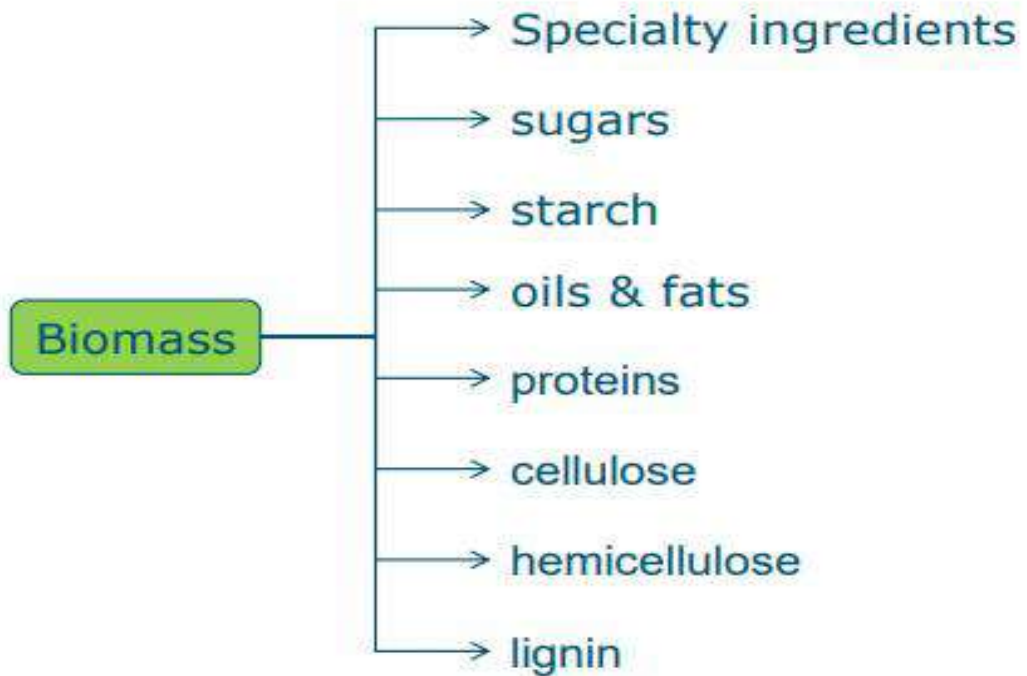 Specialty ingredients
sugars
starch
oils & fats
Biomass
proteins
cellulose
hemicellulose
lignin